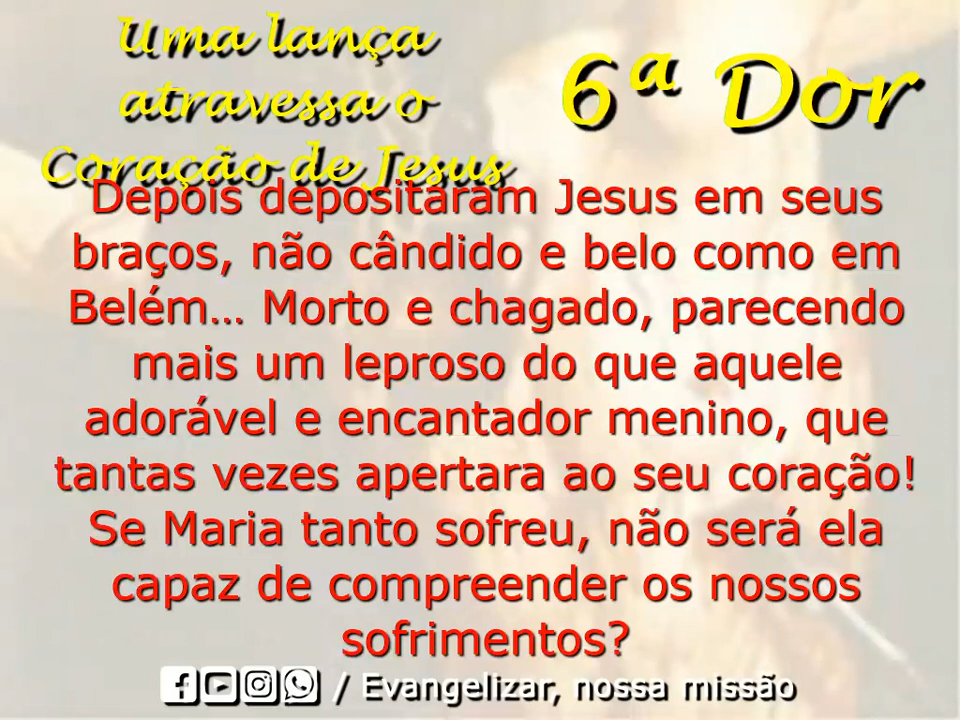 Uma lança
atravessa o
Coração de Jesus
6ª Dor
Depois depositaram Jesus em seus
braços, não cândido e belo como em
Belém… Morto e chagado, parecendo
mais um leproso do que aquele
adorável e encantador menino, que
tantas vezes apertara ao seu coração!
Se Maria tanto sofreu, não será ela
capaz de compreender os nossos
sofrimentos?
/ Evangelizar, nossa missão